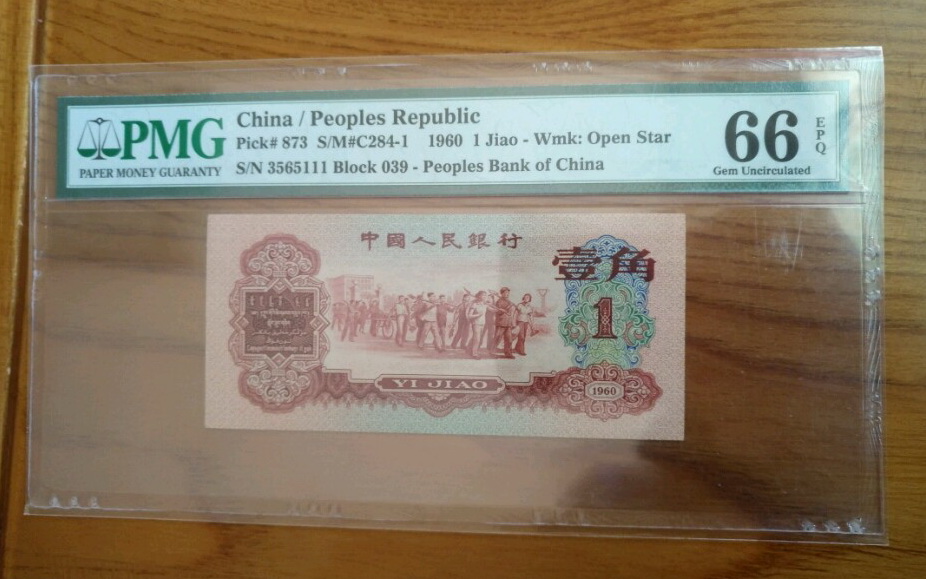 PMG
PAPER MONEY GUARANTY
China / Peoples Republic
Pick# 873 S/M#C284-1 1960 1 Jiao - Wmk: Open Star
S/N 3565111 Block 039 - Peoples Bank of China
66
EPQ
Gem Uncirculated
中國人民銀行
壹角
1
YI JIAO
1960